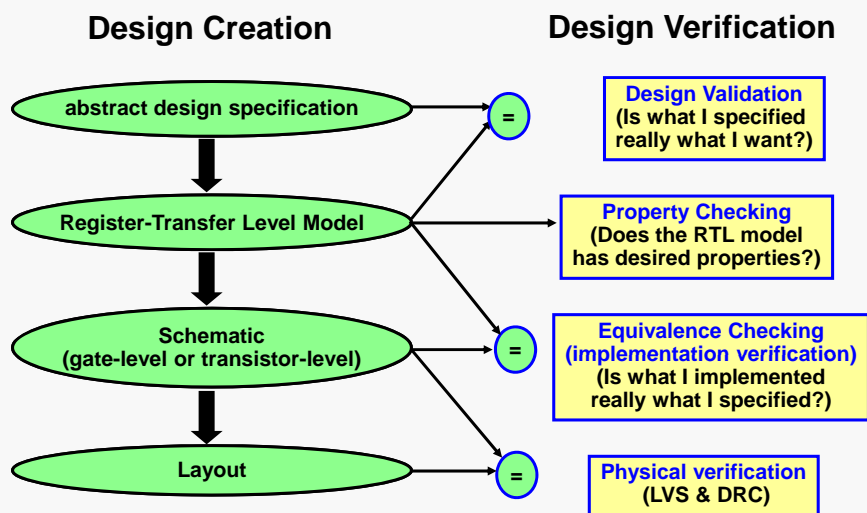 Design Creation
Design Verification
abstract design specification
=
Design Validation
(Is what I specified
really what I want?)
Register-Transfer Level Model
Property Checking
(Does the RTL model
has desired properties?)
Schematic
(gate-level or transistor-level)
=
Equivalence Checking
(implementation verification)
(Is what I implemented
really what I specified?)
Layout
=
Physical verification
(LVS & DRC)